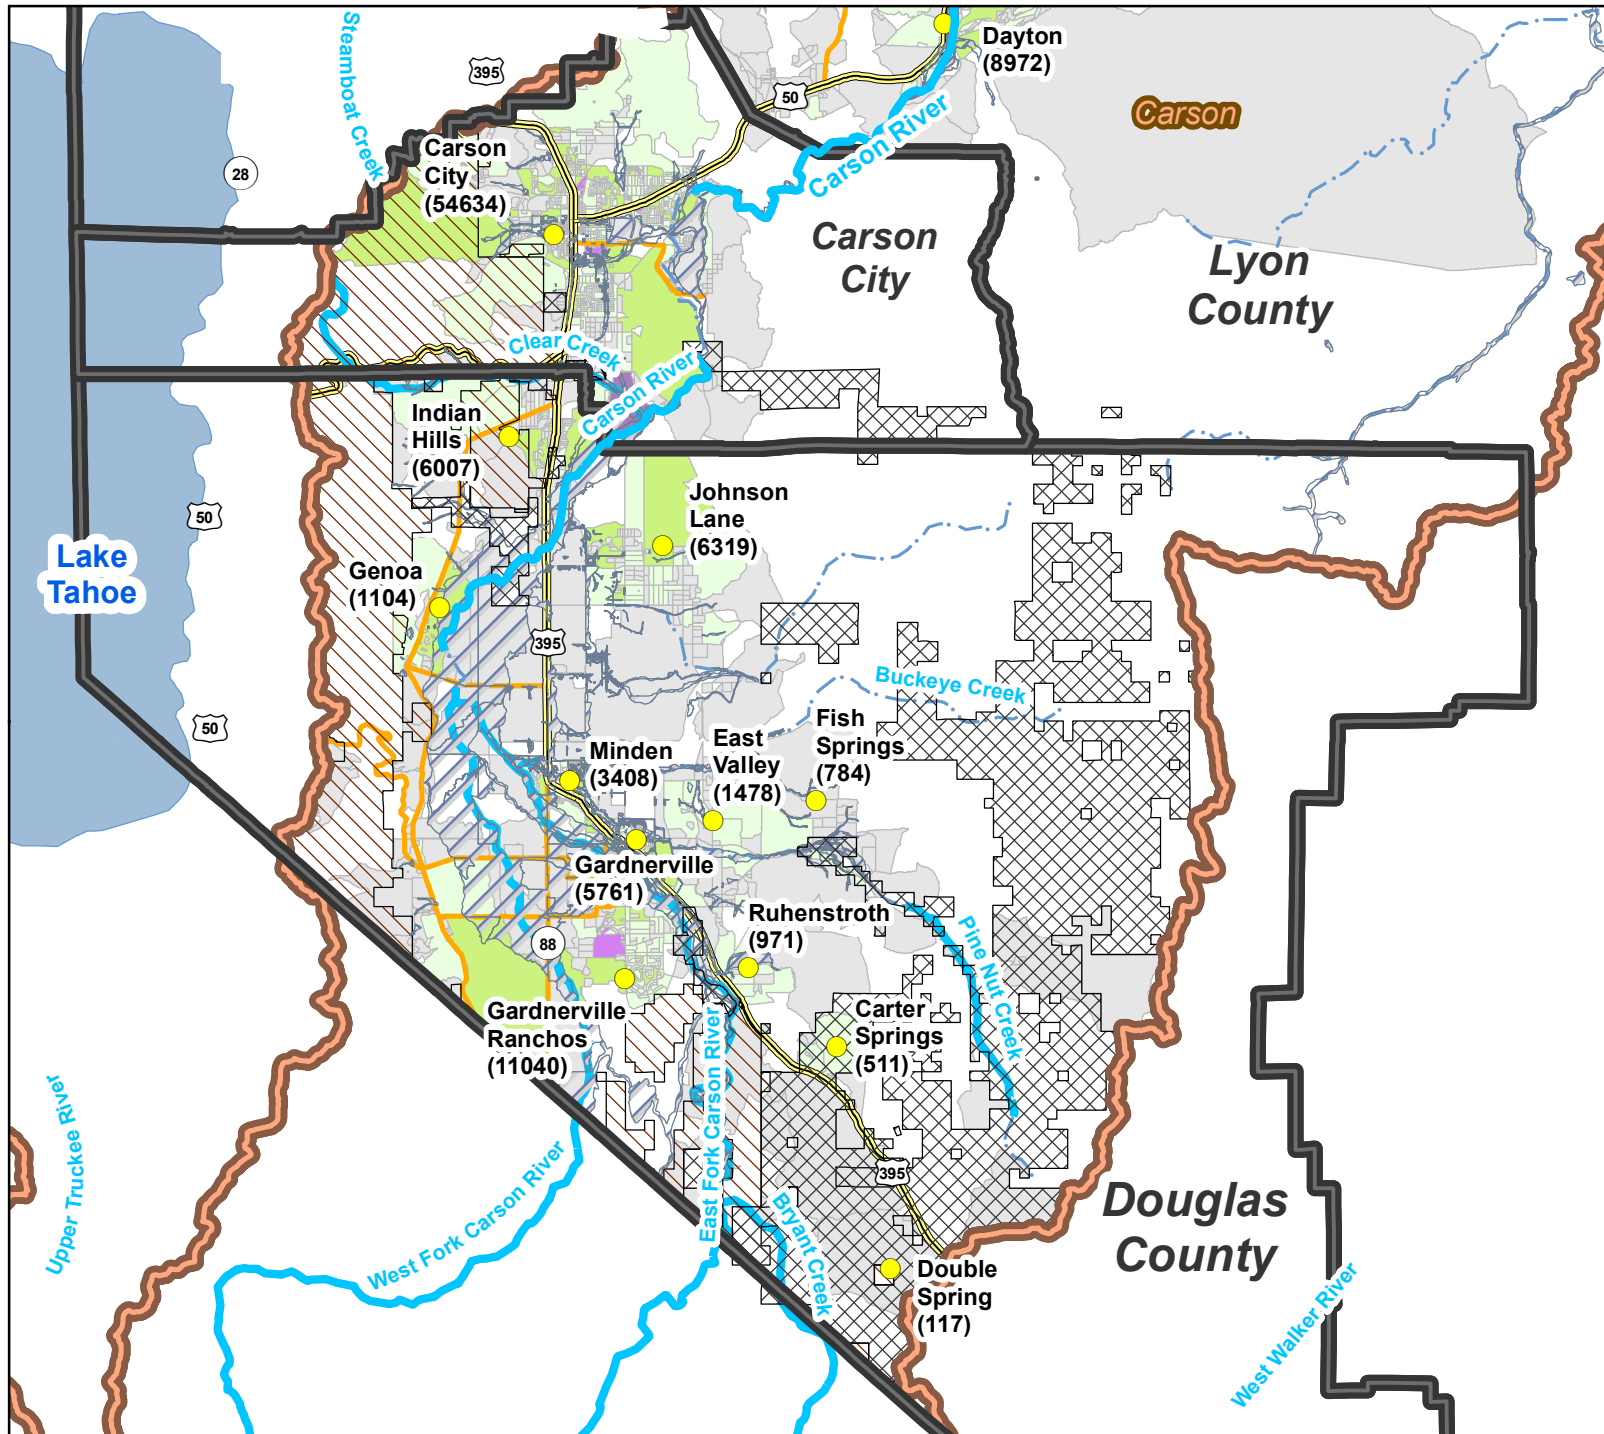 Steamboat Creek
395
Dayton
(8972)
50
Carson
Carson River
28
Carson
City
(54634)
Carson
City
Lyon
County
Clear Creek
Carson River
Indian
Hills
(6007)
50
Johnson
Lane
(6319)
Lake
Tahoe
Genoa
(1104)
395
Buckeye Creek
50
Fish
Springs
(784)
East
Valley
(1478)
Minden
(3408)
Gardnerville
(5761)
Ruhenstroth
(971)
88
Pine Nut Creek
Gardnerville
Ranchos
(11040)
Carter
Springs
(511)
East Fork Carson River
Upper Truckee River
West Fork Carson River
395
Bryant Creek
Douglas
County
Double
Spring
(117)
West Walker River